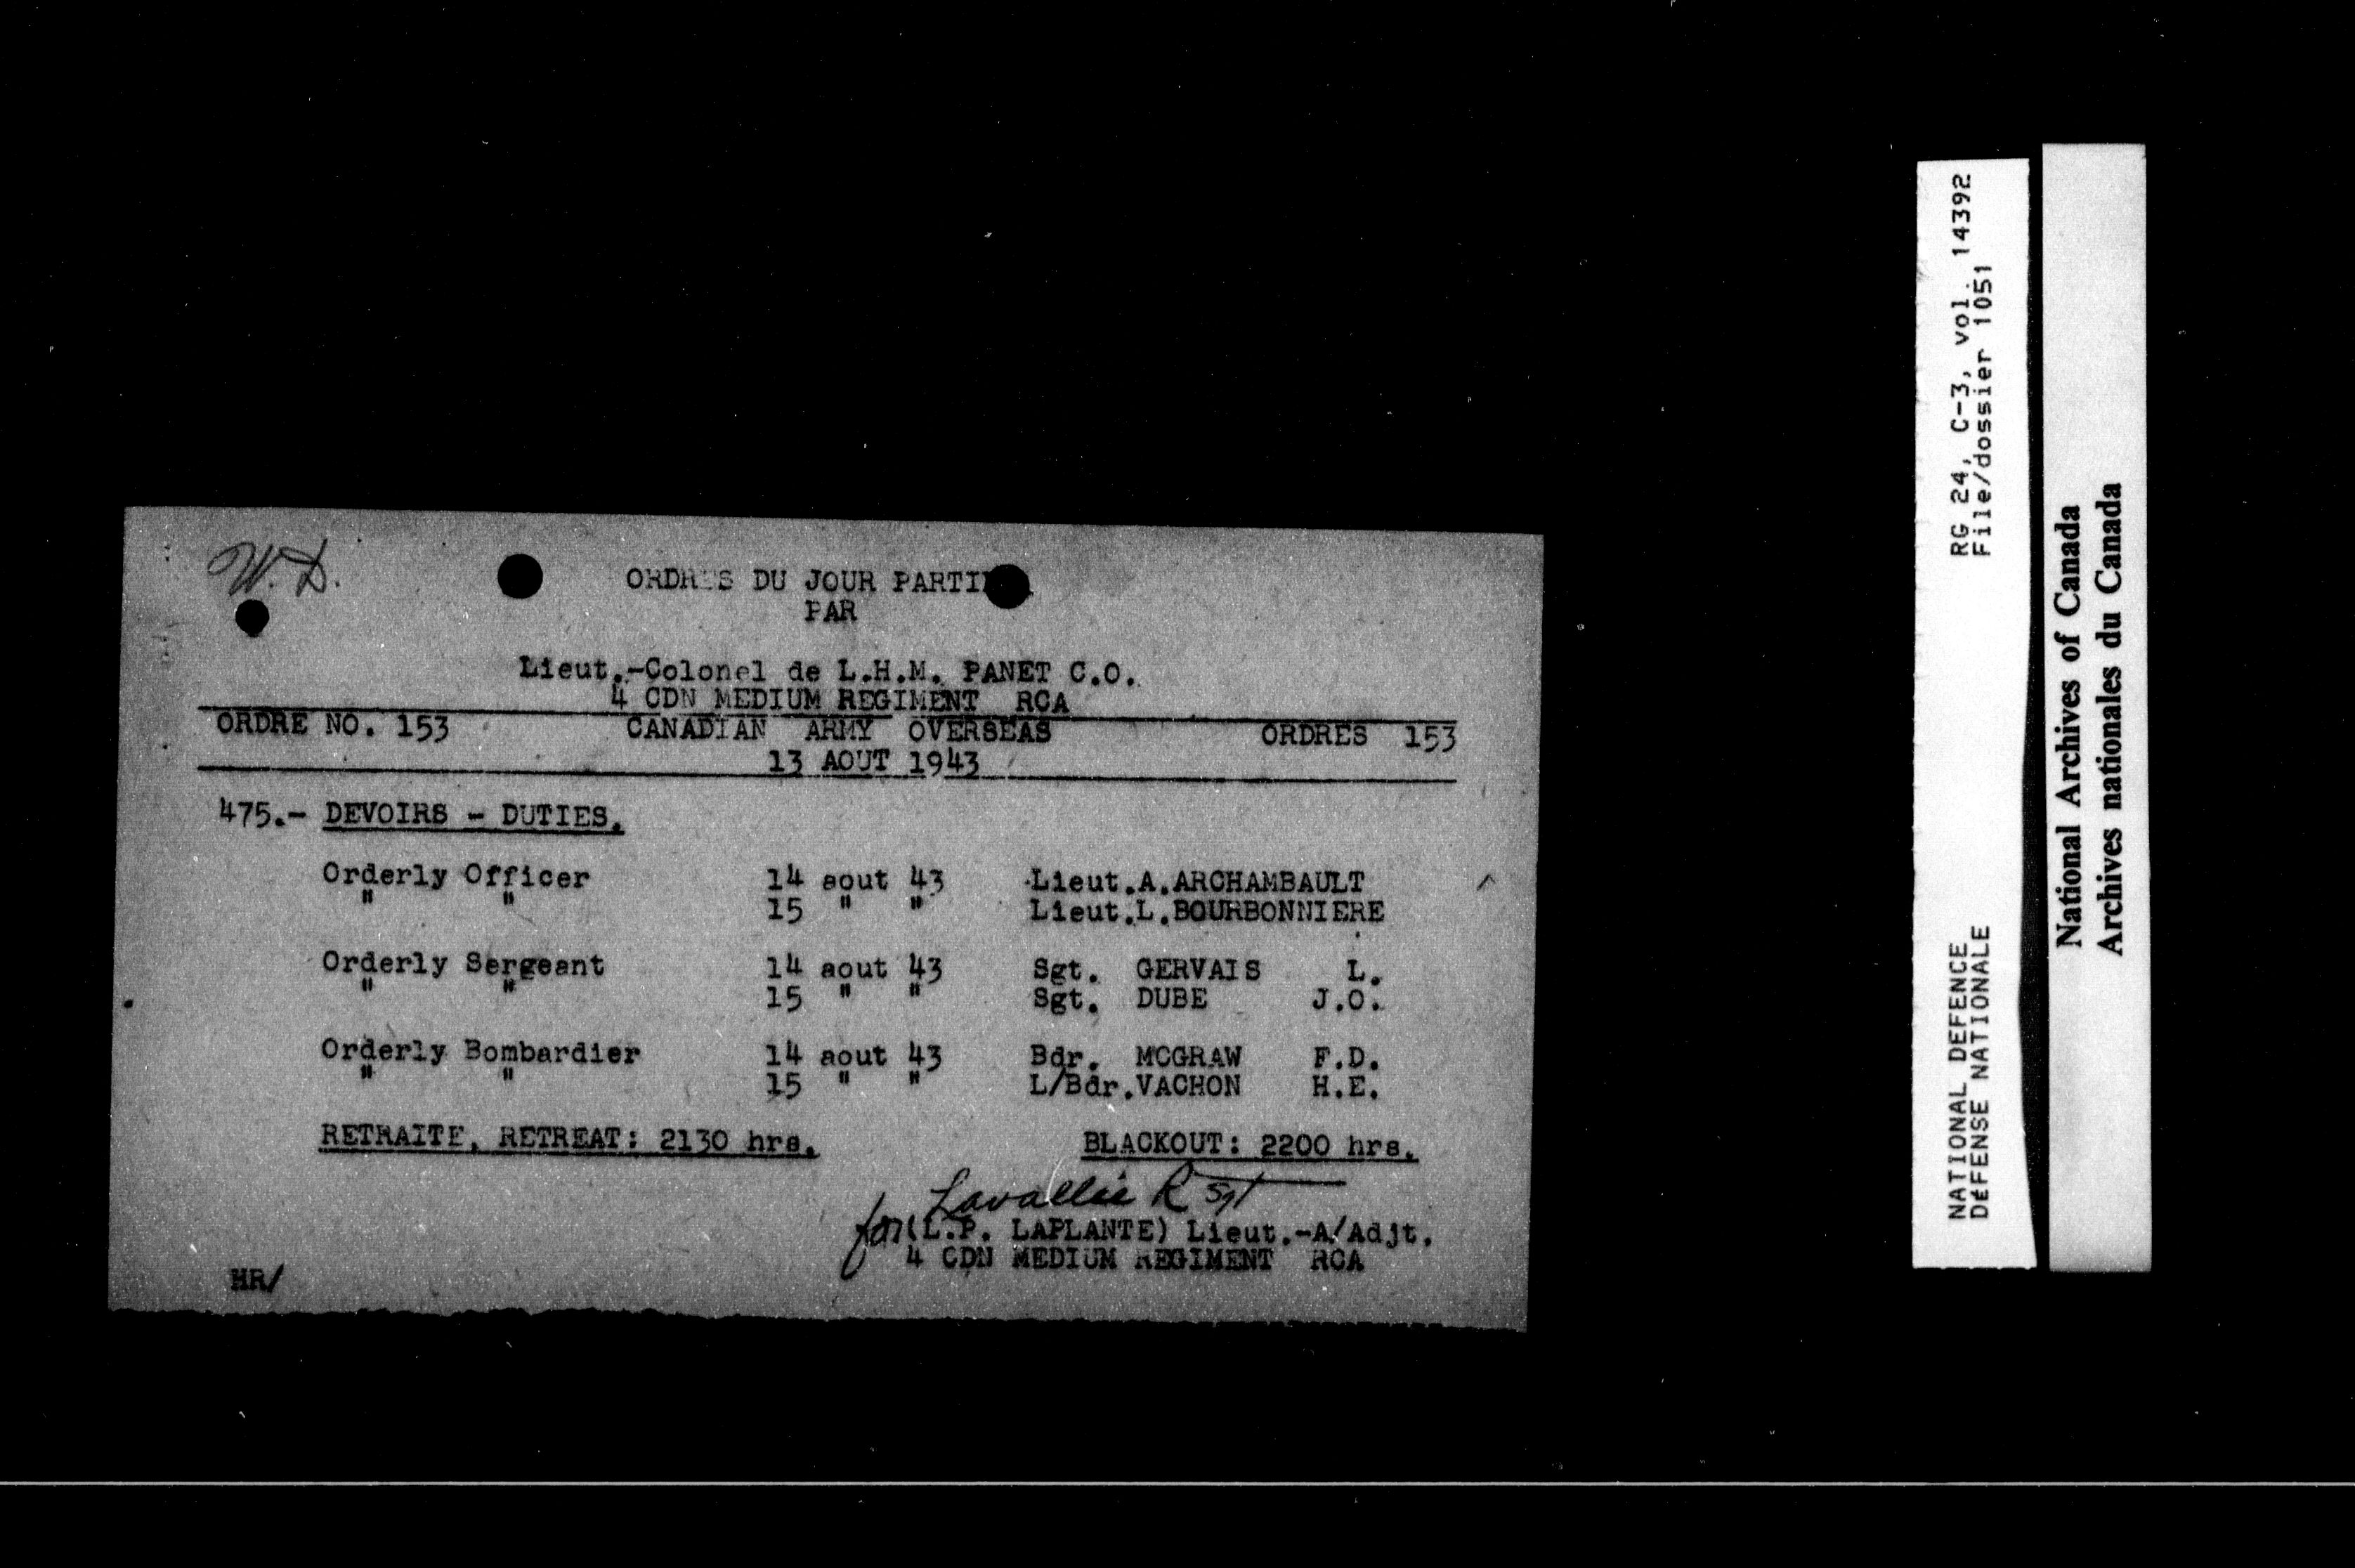 W.D.
ORDRES DU JOUR PARTIE
PAR
Lieut.-Colonel de L.H.M. PANET C.O.
4 CDN MEDIUM REGIMENT RCA
ORDRE NO. 153 CANADIAN ARMY OVERSEAS ORDRES 153
13 AOUT 1943
475.- DEVOIRS - DUTIES.
Orderly Officer 14 aout 43 Lieut.A.ARCHAMBAULT
" " 15 " " Lieut.L.BOURBONNIERE
Orderly Sergeant 14 aout 43 Sgt. GERVAIS L.
" " 15 " " Sgt. DUBE J.O.
Orderly Bombardier 14 aout 43 Bdr. MCGRAW F.D.
" " 15 " " L/Bdr.VACHON H.E.
RETRAITE, RETREAT: 2130 hrs. BLACKOUT: 2200 hrs.
Lavallée R Sgt
for (L.P. LAPLANTE) Lieut.-A/Adjt.
4 CDN MEDIUM REGIMENT RCA
HR/
NATIONAL DEFENCE RG 24, C-3, vol. 14392
DÉFENSE NATIONALE File/dossier 1051
National Archives of Canada
Archives nationales du Canada